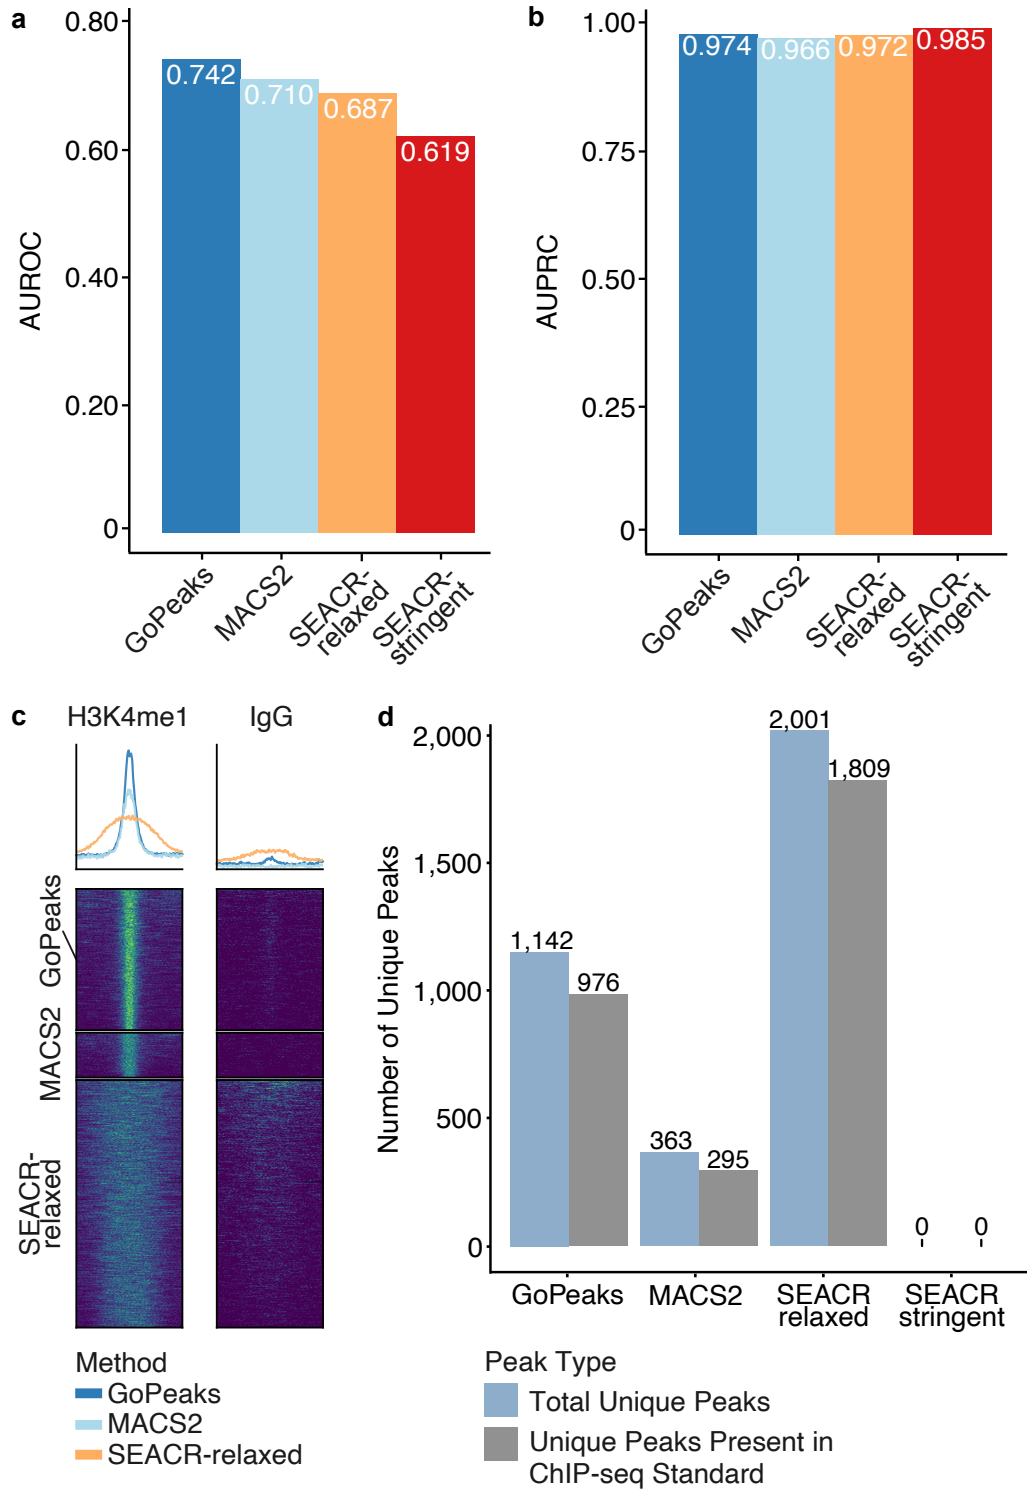 a
0.80
0.60
0.40
0.20
0
AUROC
0.742
0.710
0.687
0.619
GoPeaks
MACS2
SEACR-
relaxed
SEACR-
stringent
b
1.00
0.75
0.50
0.25
0
AUPRC
0.974
0.966
0.972
0.985
GoPeaks
MACS2
SEACR-
relaxed
SEACR-
stringent
c
H3K4me1
IgG
GoPeaks
MACS2
SEACR-
relaxed
Method
GoPeaks
MACS2
SEACR-relaxed
d
2,000
1,500
1,000
500
0
Number of Unique Peaks
1,142
976
363
295
2,001
1,809
0
0
GoPeaks
MACS2
SEACR
relaxed
SEACR
stringent
Peak Type
Total Unique Peaks
Unique Peaks Present in
ChIP-seq Standard